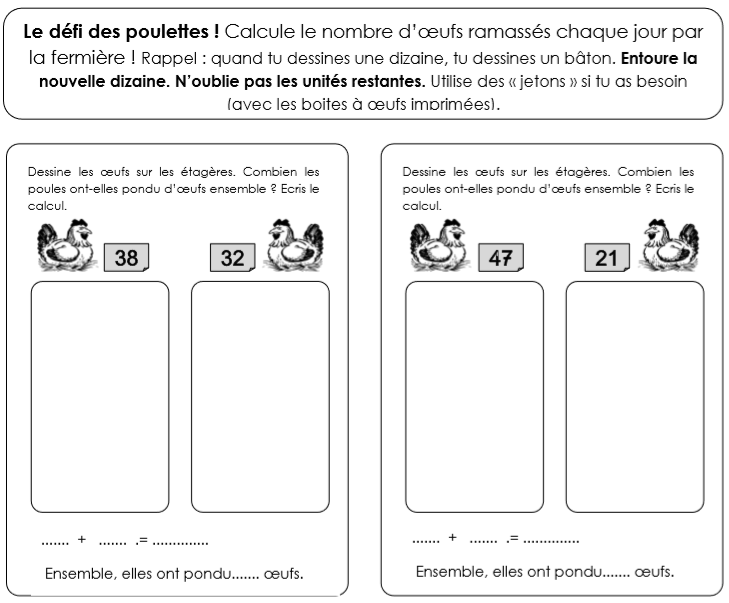 Le défi des poulettes ! Calcule le nombre d'œufs ramassés chaque jour par
la fermière ! Rappel : quand tu dessines une dizaine, tu dessines un bâton. Entoure la
nouvelle dizaine. N'oublie pas les unités restantes. Utilise des « jetons » si tu as besoin
(avec les boites à œufs imprimées).
Dessine les œufs sur les étagères. Combien les
poules ont-elles pondu d'œufs ensemble ? Ecris le
calcul.
38 32
....... + ....... .= ..............
Ensemble, elles ont pondu....... œufs.
Dessine les œufs sur les étagères. Combien les
poules ont-elles pondu d'œufs ensemble ? Ecris le
calcul.
47 21
....... + ....... .= ..............
Ensemble, elles ont pondu....... œufs.